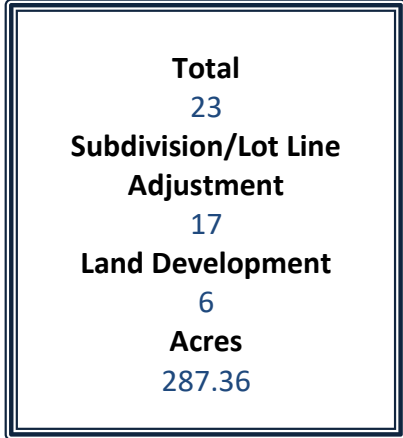 Total
23
Subdivision/Lot Line
Adjustment
17
Land Development
6
Acres
287.36